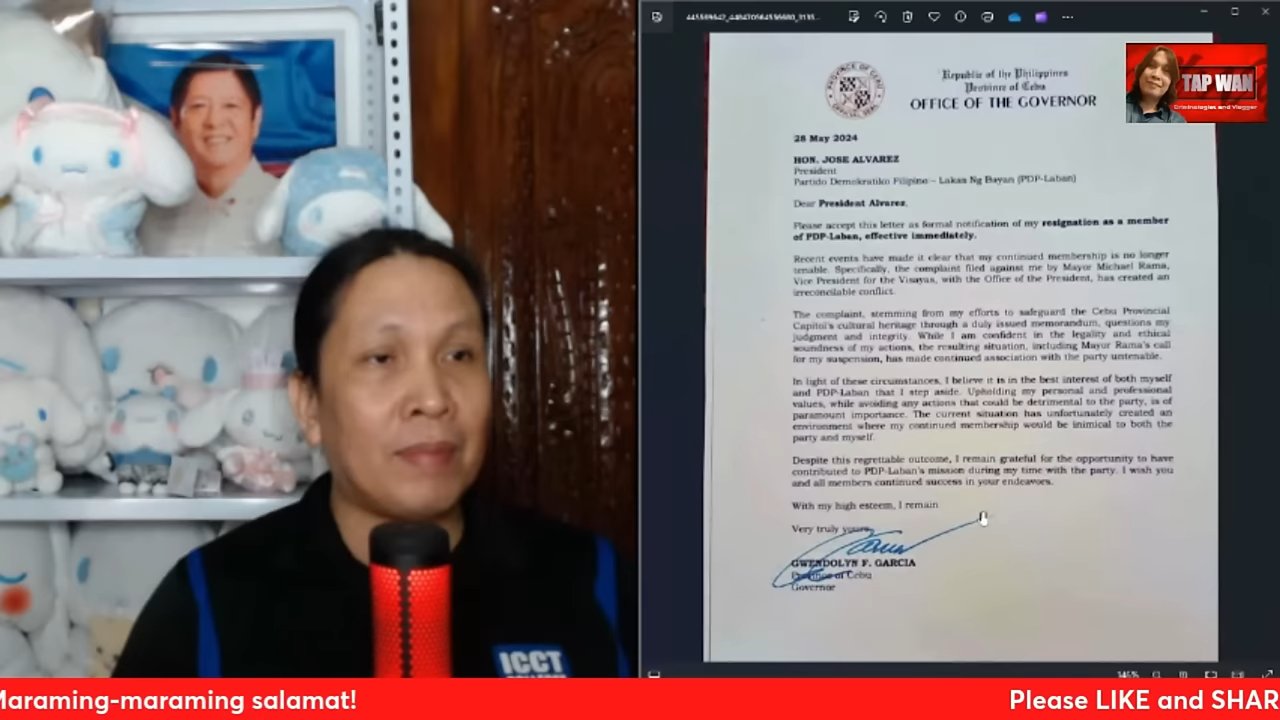 Republic of the Philippines
Province of Cebu
OFFICE OF THE GOVERNOR
28 May 2024
HON. JOSE ALVAREZ
President
Partido Demokratiko Filipino – Lakas Ng Bayan (PDP-Laban)
Dear President Alvarez,
Please accept this letter as formal notification of my resignation as a member
of PDP-Laban, effective immediately.
Recent events have made it clear that my continued membership is no longer
tenable. Specifically, the complaint filed against me by Mayor Michael Rama,
Vice President for the Visayas, with the Office of the President, has created an
irreconcilable conflict.
The complaint, stemming from my efforts to safeguard the Cebu Provincial
Capitol's cultural heritage through a duly issued memorandum, questions my
judgment and integrity. While I am confident in the legality and ethical
soundness of my actions, the resulting situation, including Mayor Rama's call
for my suspension, has made continued association with the party untenable.
In light of these circumstances, I believe it is in the best interest of both myself
and PDP-Laban that I step aside. Upholding my personal and professional
values, while avoiding any actions that could be detrimental to the party, is of
paramount importance. The current situation has unfortunately created an
environment where my continued membership would be inimical to both the
party and myself.
Despite this regrettable outcome, I remain grateful for the opportunity to have
contributed to PDP-Laban's mission during my time with the party. I wish you
and all members continued success in your endeavors.
With my high esteem, I remain
Very truly yours,
GWENDOLYN F. GARCIA
Province of Cebu
Governor
TAP WAN
Criminologist and Vlogger
ICCT
Maraming-maraming salamat!
Please LIKE and SHAR